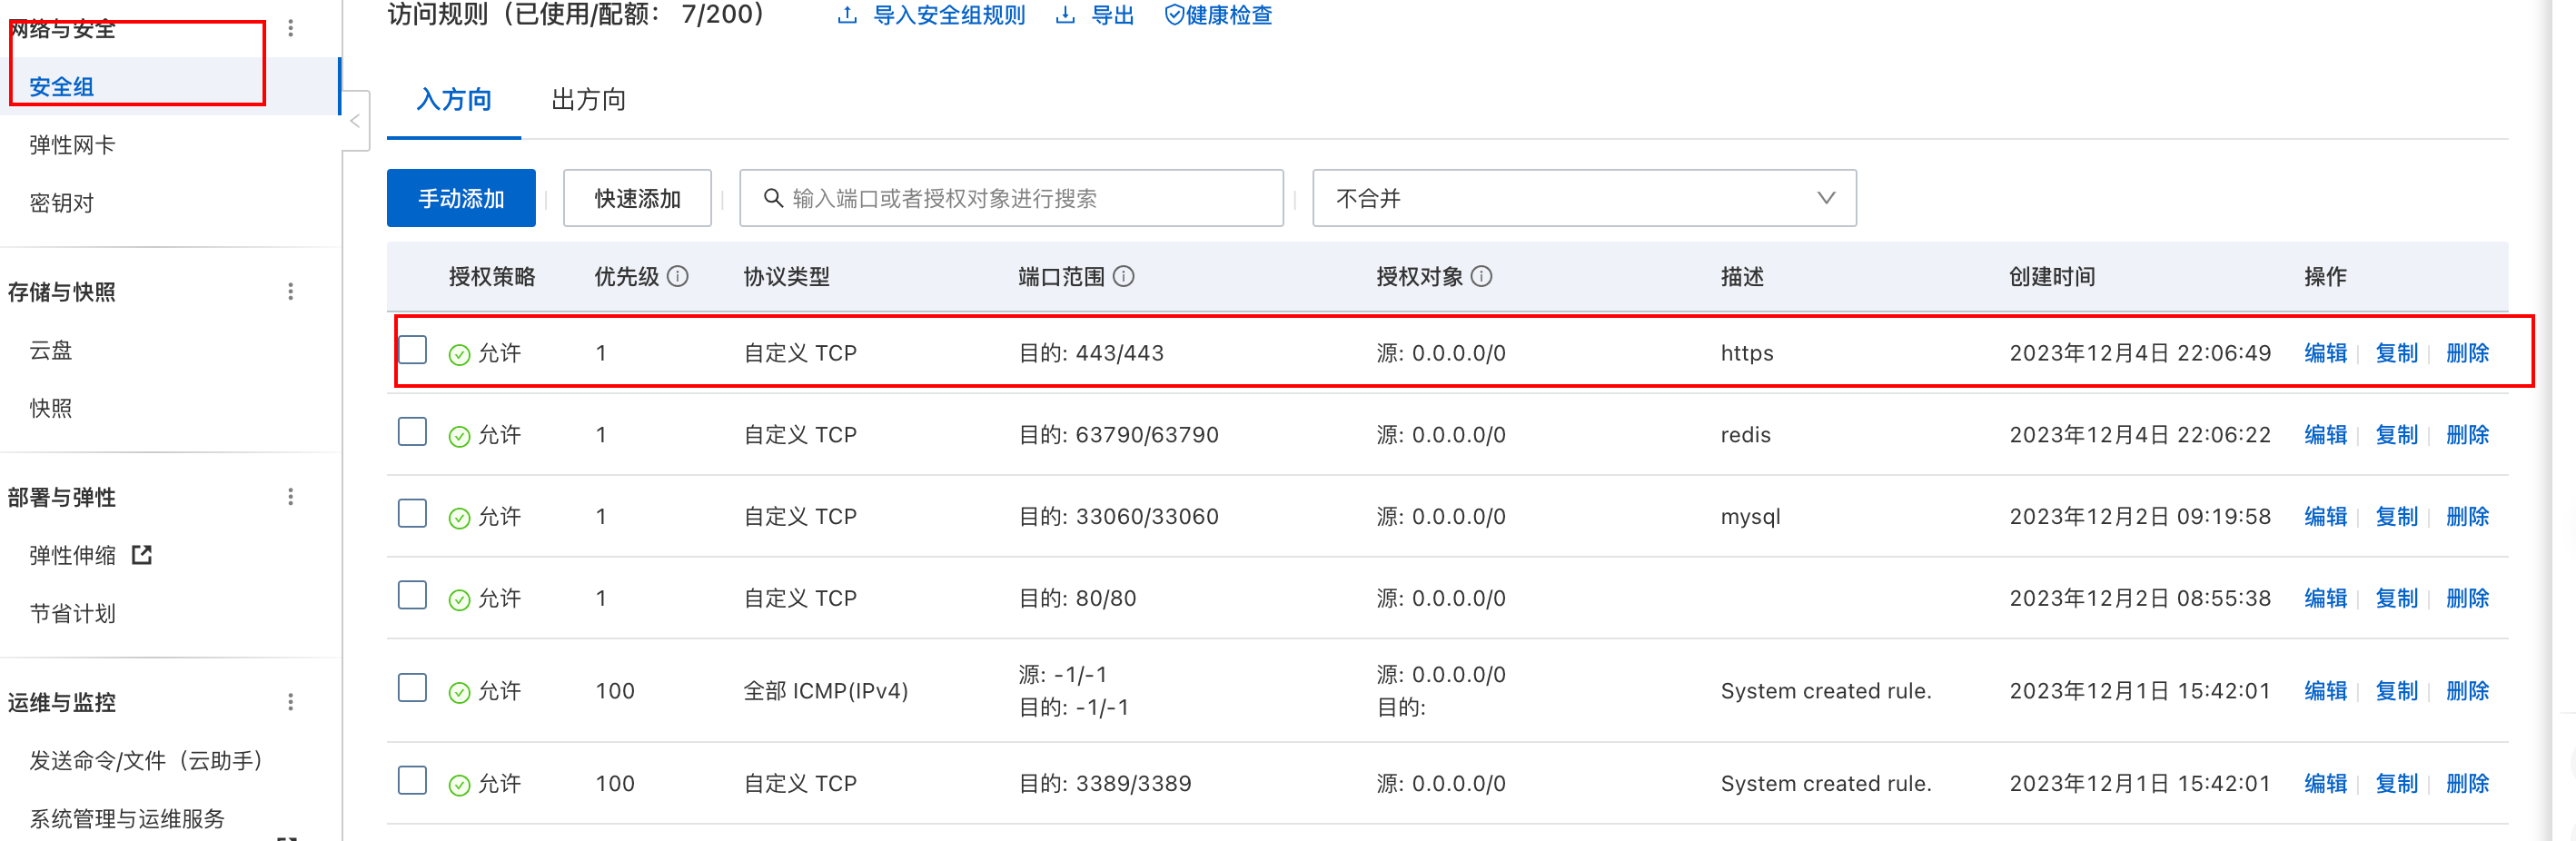 网络与安全
安全组
弹性网卡
密钥对
存储与快照
云盘
快照
部署与弹性
弹性伸缩
节省计划
运维与监控
发送命令/文件（云助手）
系统管理与运维服务
访问规则（已使用/配额： 7/200） 导入安全组规则 导出 健康检查
入方向 出方向
手动添加 快速添加 输入端口或者授权对象进行搜索 不合并
授权策略 优先级 协议类型 端口范围 授权对象 描述 创建时间 操作
允许 1 自定义 TCP 目的: 443/443 源: 0.0.0.0/0 https 2023年12月4日 22:06:49 编辑 复制 删除
允许 1 自定义 TCP 目的: 63790/63790 源: 0.0.0.0/0 redis 2023年12月4日 22:06:22 编辑 复制 删除
允许 1 自定义 TCP 目的: 33060/33060 源: 0.0.0.0/0 mysql 2023年12月2日 09:19:58 编辑 复制 删除
允许 1 自定义 TCP 目的: 80/80 源: 0.0.0.0/0 2023年12月2日 08:55:38 编辑 复制 删除
允许 100 全部 ICMP(IPv4) 源: -1/-1 源: 0.0.0.0/0 System created rule. 2023年12月1日 15:42:01 编辑 复制 删除
目的: -1/-1 目的:
允许 100 自定义 TCP 目的: 3389/3389 源: 0.0.0.0/0 System created rule. 2023年12月1日 15:42:01 编辑 复制 删除